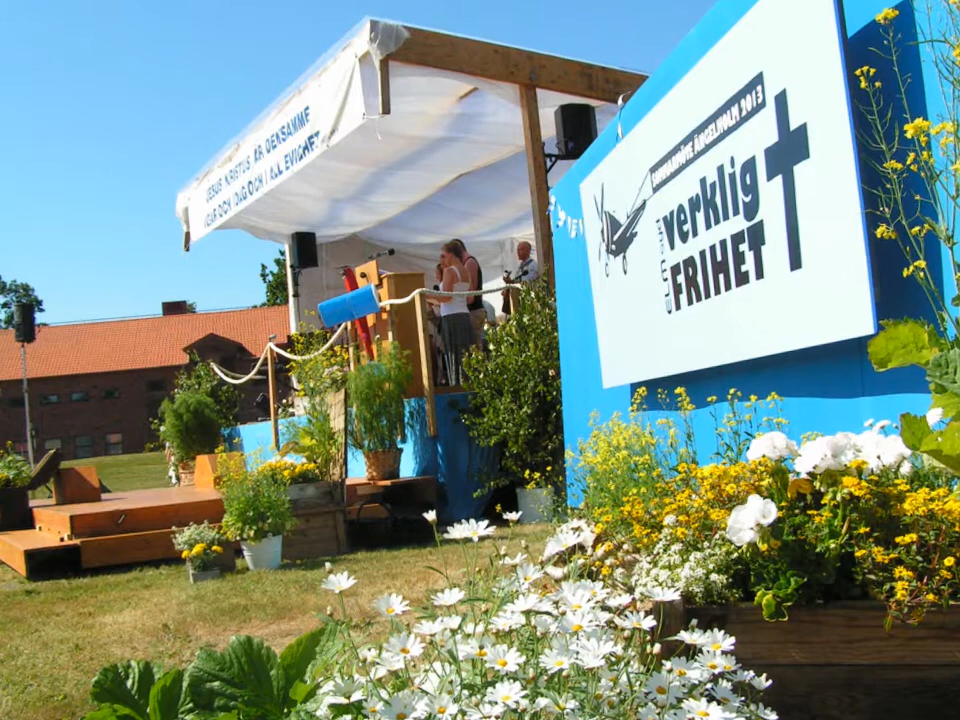 JESUS KRISTUS ÄR DENSAMME
IGÅR OCH IDAG OCH I ALL EVIGHET.
SOMMARMÖTE ÄNGELHOLM 2013
verklig
FRIHET